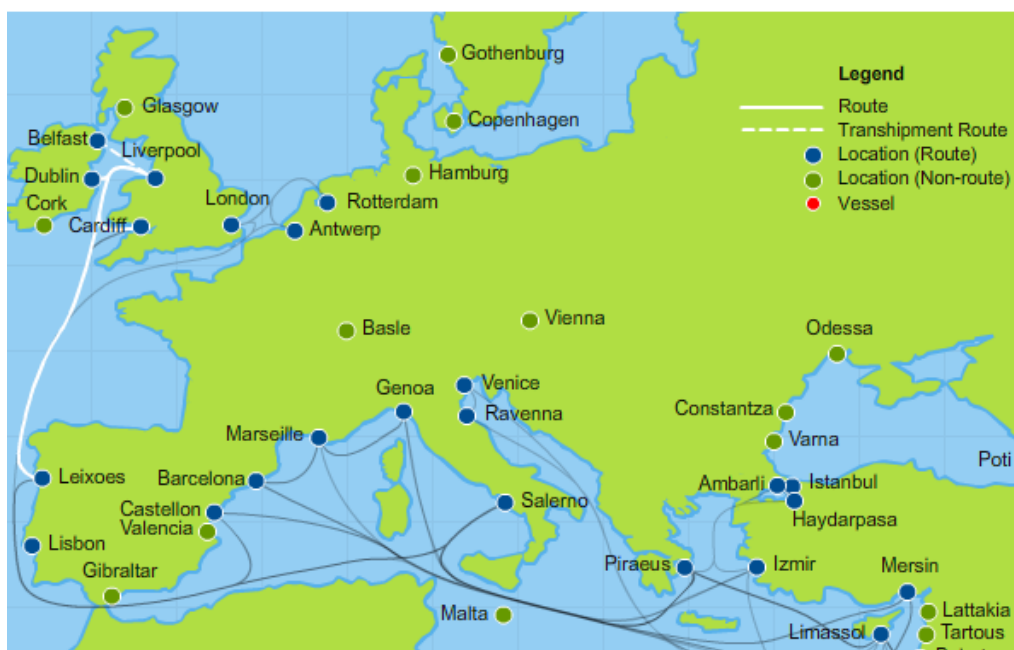 Gothenburg
Legend
Glasgow
Route
Copenhagen
Transhipment Route
Belfast
Liverpool
Location (Route)
Dublin
Hamburg
Location (Non-route)
Cork
London
Rotterdam
Vessel
Cardiff
Antwerp
Vienna
Basle
Odessa
Genoa
Venice
Constantza
Ravenna
Marseille
Varna
Poti
Leixoes
Barcelona
Ambarli
Istanbul
Castellon
Salerno
Haydarpasa
Valencia
Lisbon
Piraeus
Izmir
Mersin
Gibraltar
Malta
Lattakia
Limassol
Tartous